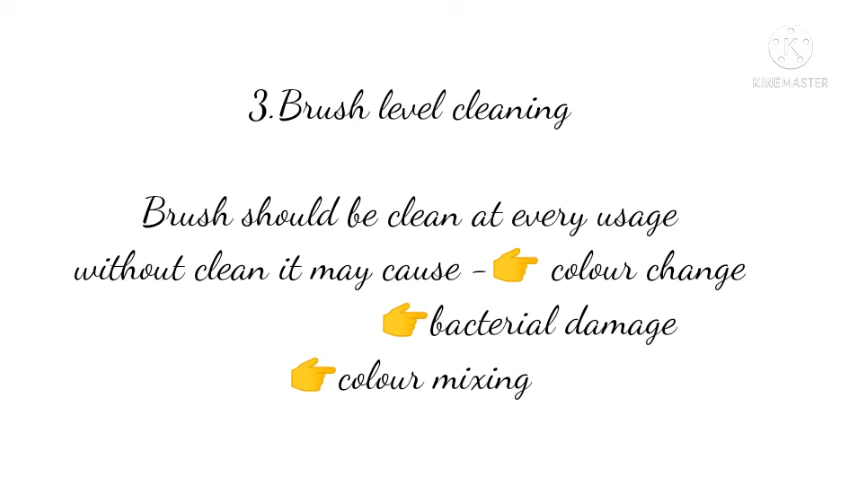 KINEMASTER
3.Brush level cleaning
Brush should be clean at every usage
without clean it may cause -👉 colour change
👉bacterial damage
👉colour mixing